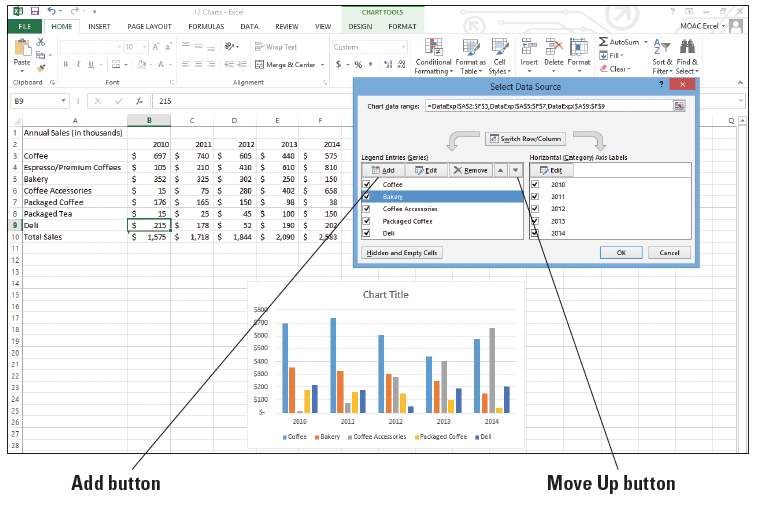 12 Charts - Excel
CHART TOOLS
FILE HOME INSERT PAGE LAYOUT FORMULAS DATA REVIEW VIEW DESIGN FORMAT MOAC Excel
Paste
10 A A Wrap Text Custom Conditional Format as Cell Insert Delete Format AutoSum Sort & Find &
B I U A Merge & Center $ % , Formatting Table Styles Fill Filter Select
Clear
Clipboard Font Alignment
B9 fx 215
A B C D E F Q
1 Annual Sales (in thousands)
2 2010 2011 2012 2013 2014
3 Coffee $ 697 $ 740 $ 605 $ 440 $ 575
4 Espresso/Premium Coffees $ 105 $ 210 $ 410 $ 610 $ 810
5 Bakery $ 352 $ 325 $ 302 $ 250 $ 150
6 Coffee Accessories $ 15 $ 75 $ 280 $ 402 $ 658
7 Packaged Coffee $ 176 $ 165 $ 150 $ 98 $ 38
8 Packaged Tea $ 15 $ 25 $ 45 $ 100 $ 150
9 Deli $ 215 $ 178 $ 52 $ 190 $ 202
10 Total Sales $ 1,575 $ 1,718 $ 1,844 $ 2,090 $ 2,583
11
12
13
14
15
16
17
18
19
20
21
22
23
24
25
26
27
28
Select Data Source ? ×
Chart data range: =DataExp!$A$2:$F$3,DataExp!$A$5:$F$7,DataExp!$A$9:$F$9
Switch Row/Column
Legend Entries (Series) Horizontal (Category) Axis Labels
Add Edit Remove Edit
Coffee 2010
Bakery 2011
Coffee Accessories 2012
Packaged Coffee 2013
Deli 2014
Hidden and Empty Cells OK Cancel
Chart Title
$800
$700
$600
$500
$400
$300
$200
$100
$-
2010 2011 2012 2013 2014
Coffee Bakery Coffee Accessories Packaged Coffee Deli
Add button Move Up button